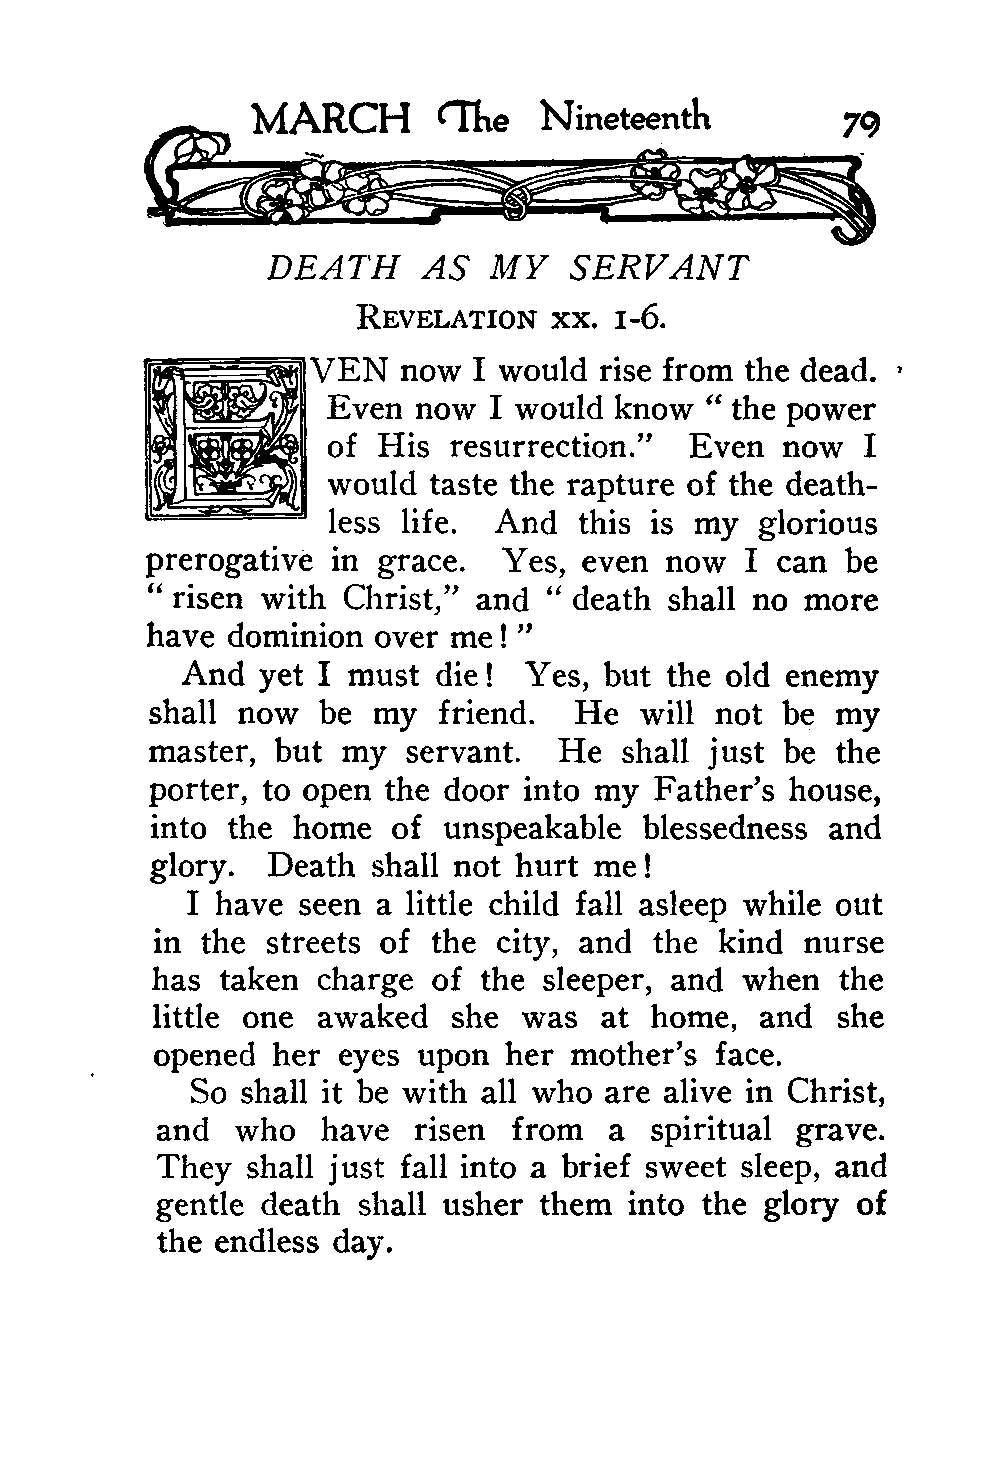 MARCH The Nineteenth 79
DEATH AS MY SERVANT
REVELATION XX. 1-6.
EVEN now I would rise from the dead.
Even now I would know “ the power
of His resurrection.” Even now I
would taste the rapture of the death-
less life. And this is my glorious
prerogative in grace. Yes, even now I can be
“ risen with Christ,” and “ death shall no more
have dominion over me! ”
And yet I must die! Yes, but the old enemy
shall now be my friend. He will not be my
master, but my servant. He shall just be the
porter, to open the door into my Father’s house,
into the home of unspeakable blessedness and
glory. Death shall not hurt me!
I have seen a little child fall asleep while out
in the streets of the city, and the kind nurse
has taken charge of the sleeper, and when the
little one awaked she was at home, and she
opened her eyes upon her mother’s face.
So shall it be with all who are alive in Christ,
and who have risen from a spiritual grave.
They shall just fall into a brief sweet sleep, and
gentle death shall usher them into the glory of
the endless day.